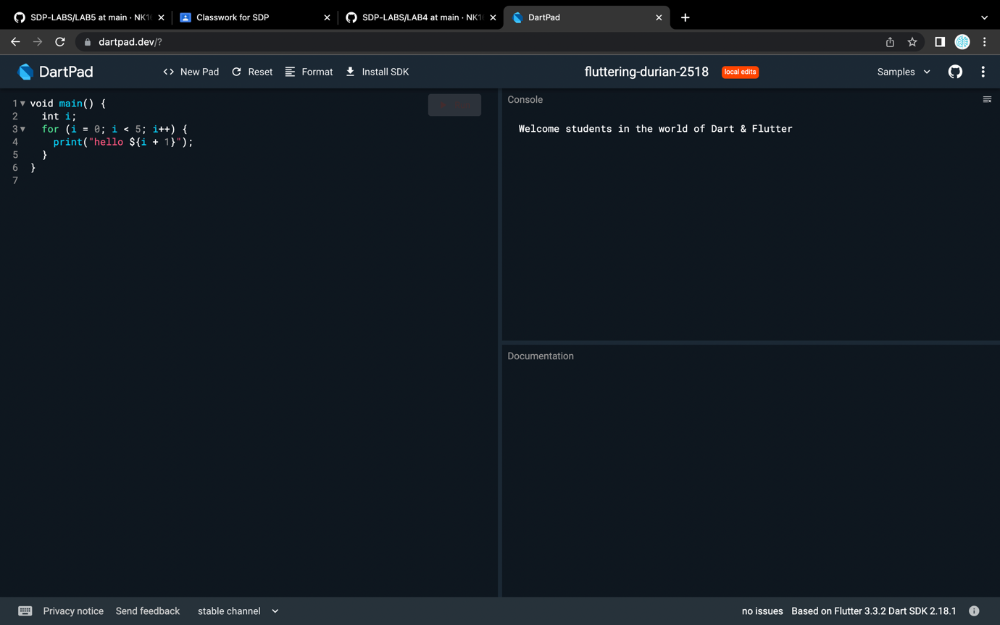 SDP-LABS/LAB5 at main · NK1
Classwork for SDP
SDP-LABS/LAB4 at main · NK1
DartPad
dartpad.dev/?
DartPad
New Pad
Reset
Format
Install SDK
fluttering-durian-2518
local edits
Samples
1 void main() {
2 int i;
3 for (i = 0; i < 5; i++) {
4 print("hello ${i + 1}");
5 }
6 }
7
Console
Welcome students in the world of Dart & Flutter
Documentation
Privacy notice
Send feedback
stable channel
no issues
Based on Flutter 3.3.2 Dart SDK 2.18.1